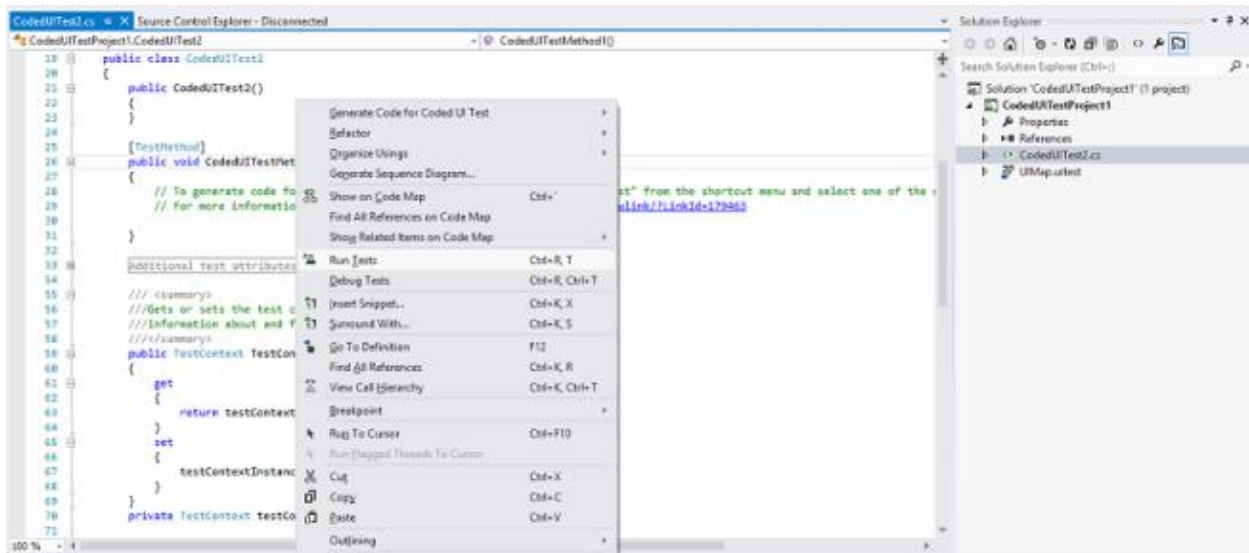 CodedUITest2.cs Source Control Explorer - Disconnected
CodedUITestProject1.CodedUITest2 CodedUITestMethod1()
19 public class CodedUITest2
20 {
21 public CodedUITest2()
22 {
23 }
24
25 [TestMethod]
26 public void CodedUITestMet
27 {
28 // To generate code fo st" from the shortcut menu and select one of the
29 // For more informatio link/?LinkId=179463
30
31 }
32
33 Additional test attributes
54
55 /// <summary>
56 ///Gets or sets the test c
57 ///information about and f
58 ///</summary>
59 public TestContext TestCon
60 {
61 get
62 {
63 return testContext
64 }
65 set
66 {
67 testContextInstanc
68 }
69 }
70 private TestContext testCo
71
100 %
Generate Code for Coded UI Test
Refactor
Organize Usings
Generate Sequence Diagram...
Show on Code Map Ctrl+`
Find All References on Code Map
Show Related Items on Code Map
Run Tests Ctrl+R, T
Debug Tests Ctrl+R, Ctrl+T
Insert Snippet... Ctrl+K, X
Surround With... Ctrl+K, S
Go To Definition F12
Find All References Ctrl+K, R
View Call Hierarchy Ctrl+K, Ctrl+T
Breakpoint
Run To Cursor Ctrl+F10
Run Flagged Threads To Cursor
Cut Ctrl+X
Copy Ctrl+C
Paste Ctrl+V
Outlining
Solution Explorer
Search Solution Explorer (Ctrl+;)
Solution 'CodedUITestProject1' (1 project)
CodedUITestProject1
Properties
References
CodedUITest2.cs
UIMap.uitest